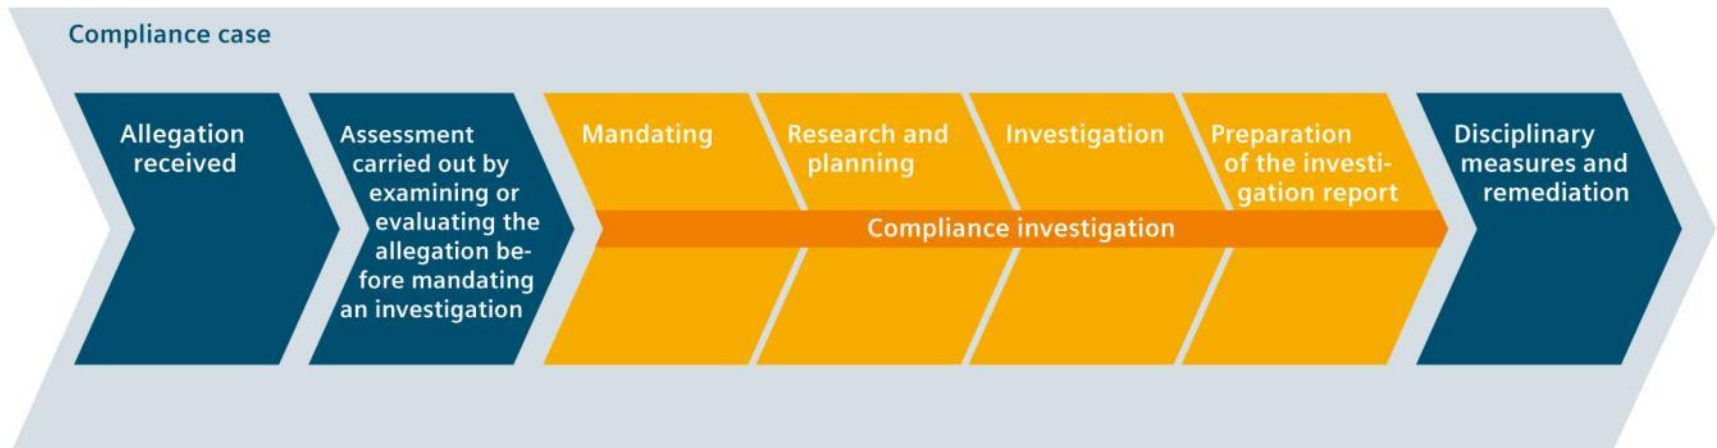 Compliance case
Allegation
received
Assessment
carried out by
examining or
evaluating the
allegation be-
fore mandating
an investigation
Mandating
Research and
planning
Investigation
Preparation
of the investi-
gation report
Compliance investigation
Disciplinary
measures and
remediation